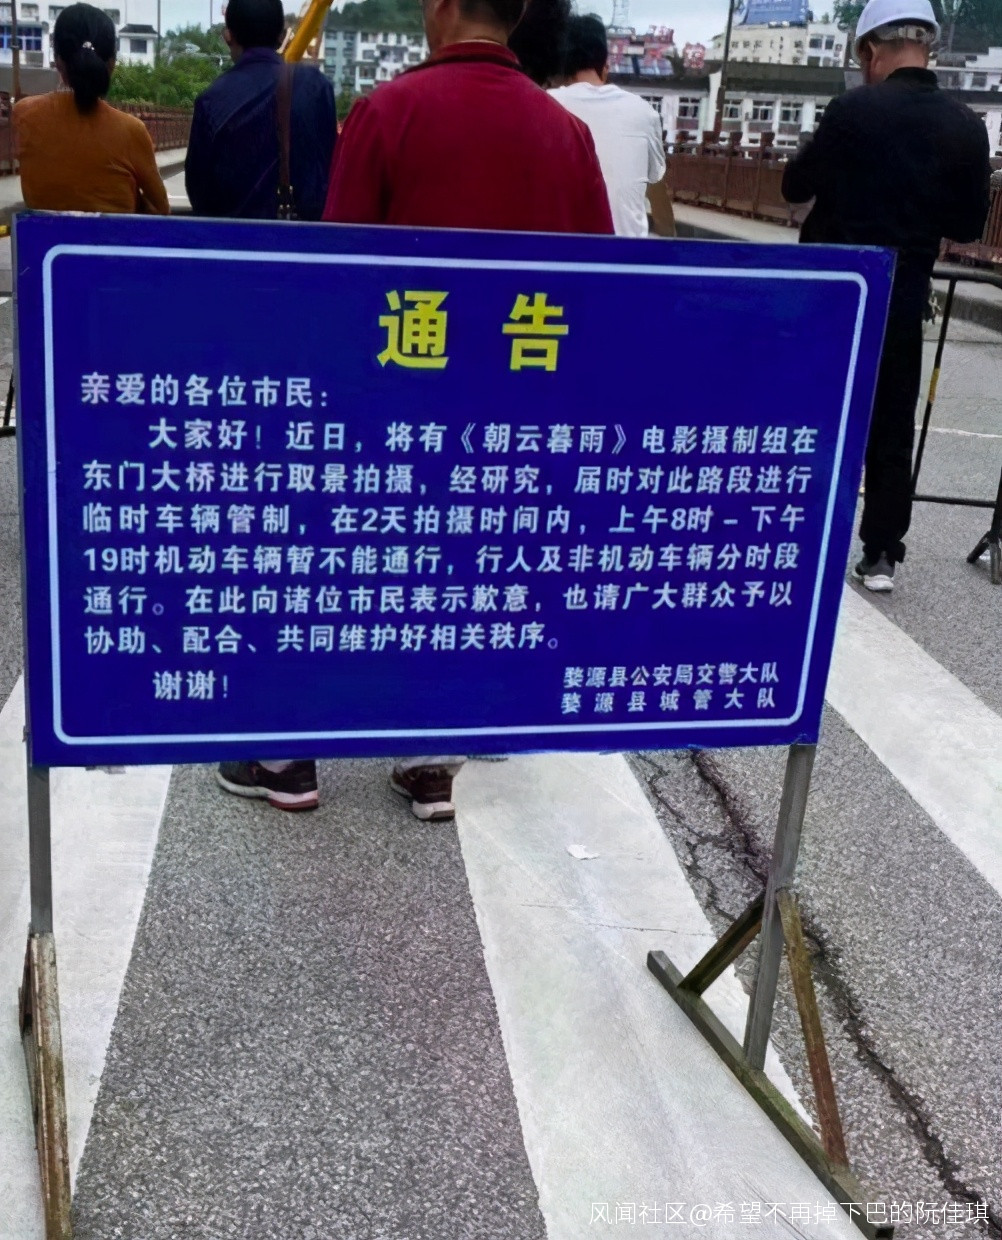 通告
亲爱的各位市民：
大家好！近日，将有《朝云暮雨》电影摄制组在
东门大桥进行取景拍摄，经研究，届时对此路段进行
临时车辆管制，在2天拍摄时间内，上午8时－下午
19时机动车辆暂不能通行，行人及非机动车辆分时段
通行。在此向诸位市民表示歉意，也请广大群众予以
协助、配合、共同维护好相关秩序。
谢谢！
婺源县公安局交警大队
婺源县城管大队
风闻社区@希望不再掉下巴的阮佳琪